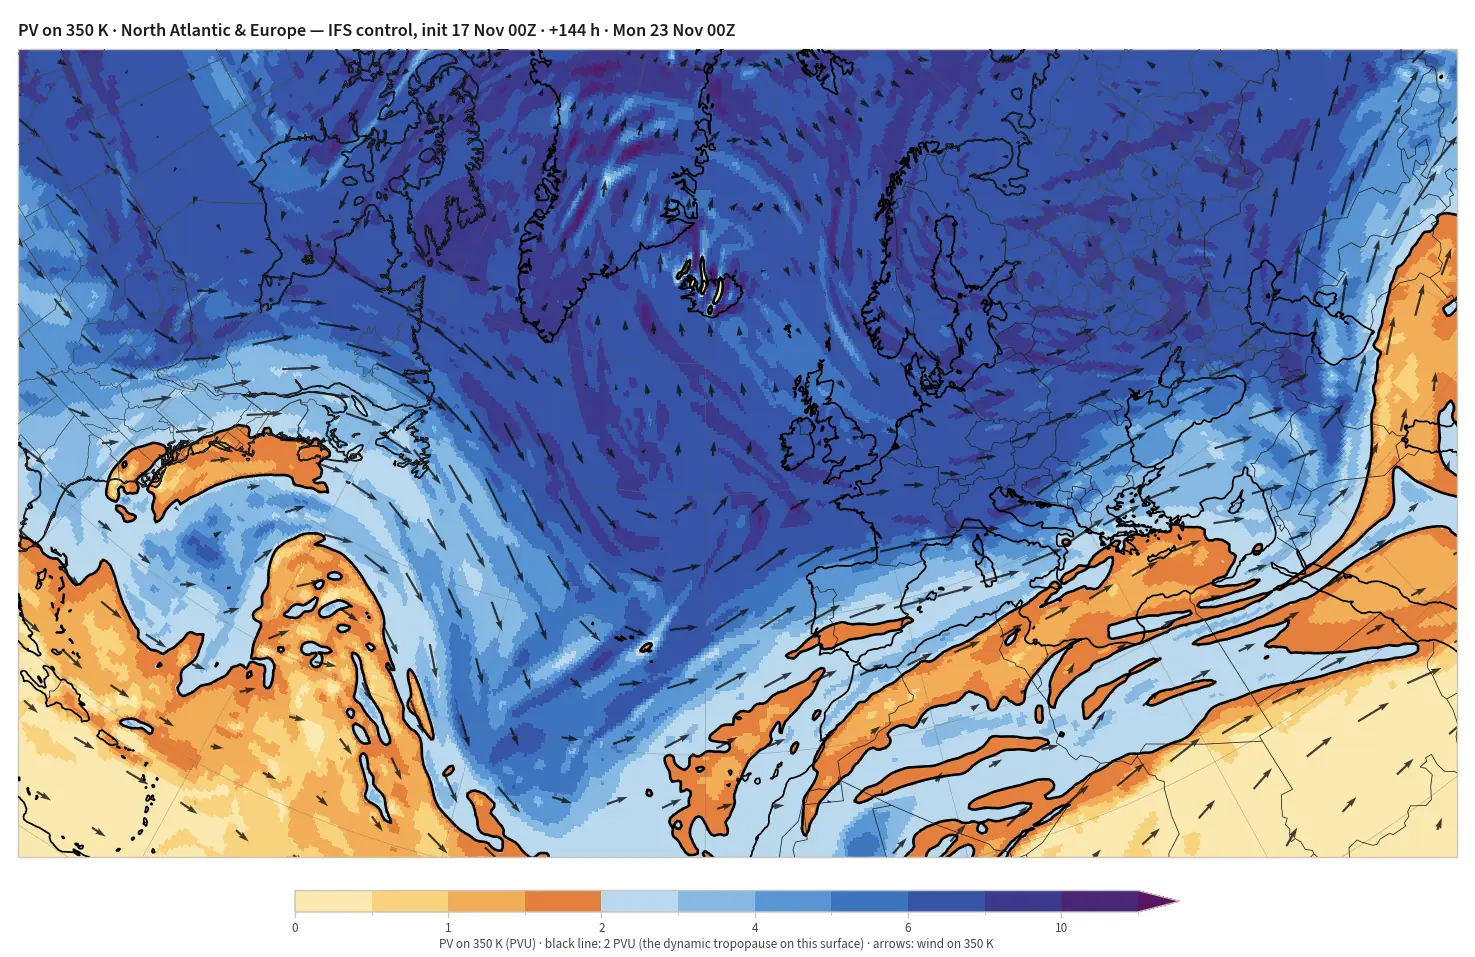 PV on 350 K · North Atlantic & Europe — IFS control, init 17 Nov 00Z · +144 h · Mon 23 Nov 00Z
0 1 2 4 6 10
PV on 350 K (PVU) · black line: 2 PVU (the dynamic tropopause on this surface) · arrows: wind on 350 K